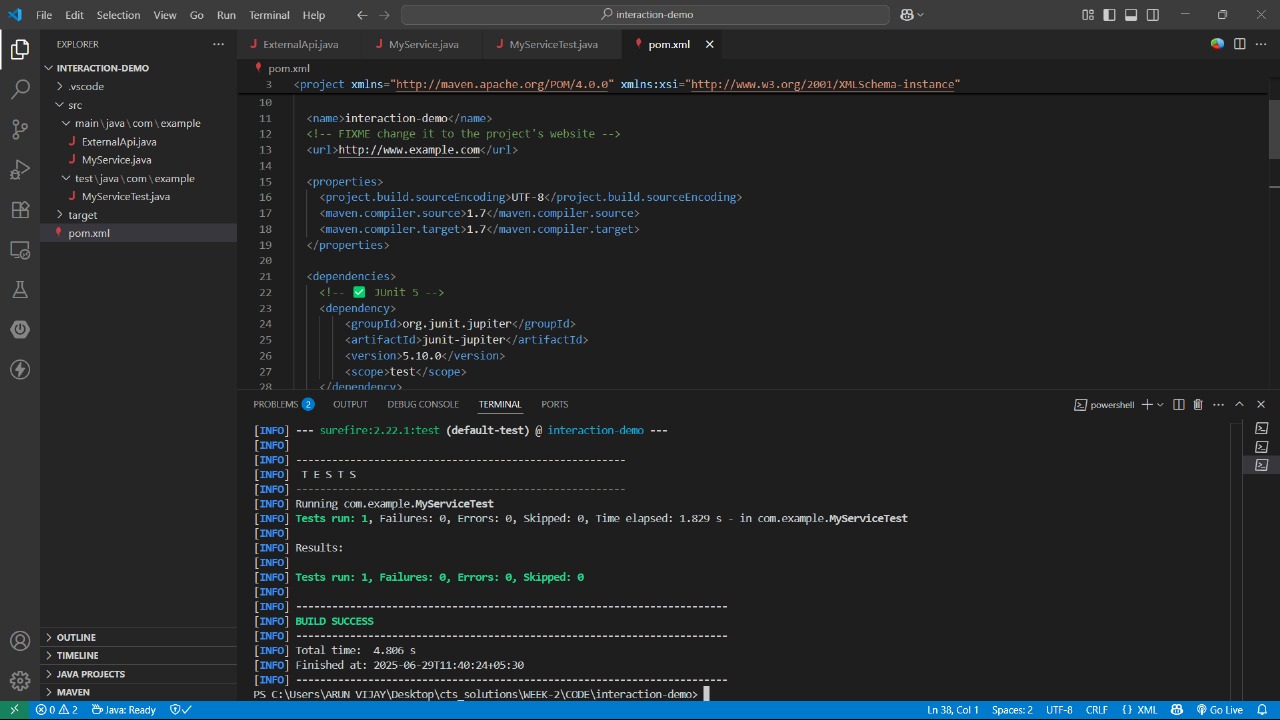 File Edit Selection View Go Run Terminal Help interaction-demo
EXPLORER
INTERACTION-DEMO
.vscode
src
main\java\com\example
ExternalApi.java
MyService.java
test\java\com\example
MyServiceTest.java
target
pom.xml
OUTLINE
TIMELINE
JAVA PROJECTS
MAVEN
ExternalApi.java MyService.java MyServiceTest.java pom.xml
pom.xml
3 <project xmlns="http://maven.apache.org/POM/4.0.0" xmlns:xsi="http://www.w3.org/2001/XMLSchema-instance"
10
11 <name>interaction-demo</name>
12 <!-- FIXME change it to the project's website -->
13 <url>http://www.example.com</url>
14
15 <properties>
16 <project.build.sourceEncoding>UTF-8</project.build.sourceEncoding>
17 <maven.compiler.source>1.7</maven.compiler.source>
18 <maven.compiler.target>1.7</maven.compiler.target>
19 </properties>
20
21 <dependencies>
22 <!-- ✅ JUnit 5 -->
23 <dependency>
24 <groupId>org.junit.jupiter</groupId>
25 <artifactId>junit-jupiter</artifactId>
26 <version>5.10.0</version>
27 <scope>test</scope>
28 </dependency>
PROBLEMS 2 OUTPUT DEBUG CONSOLE TERMINAL PORTS powershell
[INFO] --- surefire:2.22.1:test (default-test) @ interaction-demo ---
[INFO]
[INFO] -------------------------------------------------------
[INFO] T E S T S
[INFO] -------------------------------------------------------
[INFO] Running com.example.MyServiceTest
[INFO] Tests run: 1, Failures: 0, Errors: 0, Skipped: 0, Time elapsed: 1.829 s - in com.example.MyServiceTest
[INFO]
[INFO] Results:
[INFO]
[INFO] Tests run: 1, Failures: 0, Errors: 0, Skipped: 0
[INFO]
[INFO] ------------------------------------------------------------------------
[INFO] BUILD SUCCESS
[INFO] ------------------------------------------------------------------------
[INFO] Total time: 4.806 s
[INFO] Finished at: 2025-06-29T11:40:24+05:30
[INFO] ------------------------------------------------------------------------
PS C:\Users\ARUN VIJAY\Desktop\cts_solutions\WEEK-2\CODE\interaction-demo>
0 2 Java: Ready Ln 38, Col 1 Spaces: 2 UTF-8 CRLF {} XML Go Live